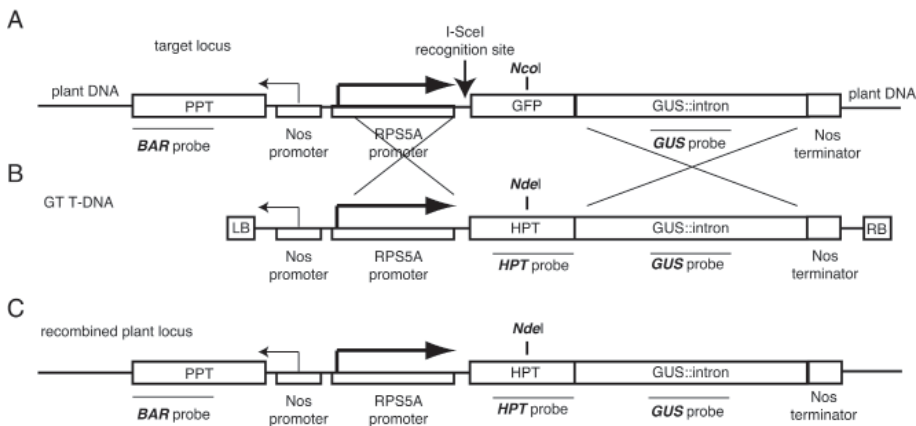 A
target locus
I-SceI
recognition site
NcoI
plant DNA
PPT
GFP
GUS::intron
plant DNA
BAR probe
Nos
promoter
RPS5A
promoter
GUS probe
Nos
terminator
B
GT T-DNA
NdeI
LB
HPT
GUS::intron
RB
Nos
promoter
RPS5A
promoter
HPT probe
GUS probe
Nos
terminator
C
recombined plant locus
NdeI
PPT
HPT
GUS::intron
BAR probe
Nos
promoter
RPS5A
promoter
HPT probe
GUS probe
Nos
terminator